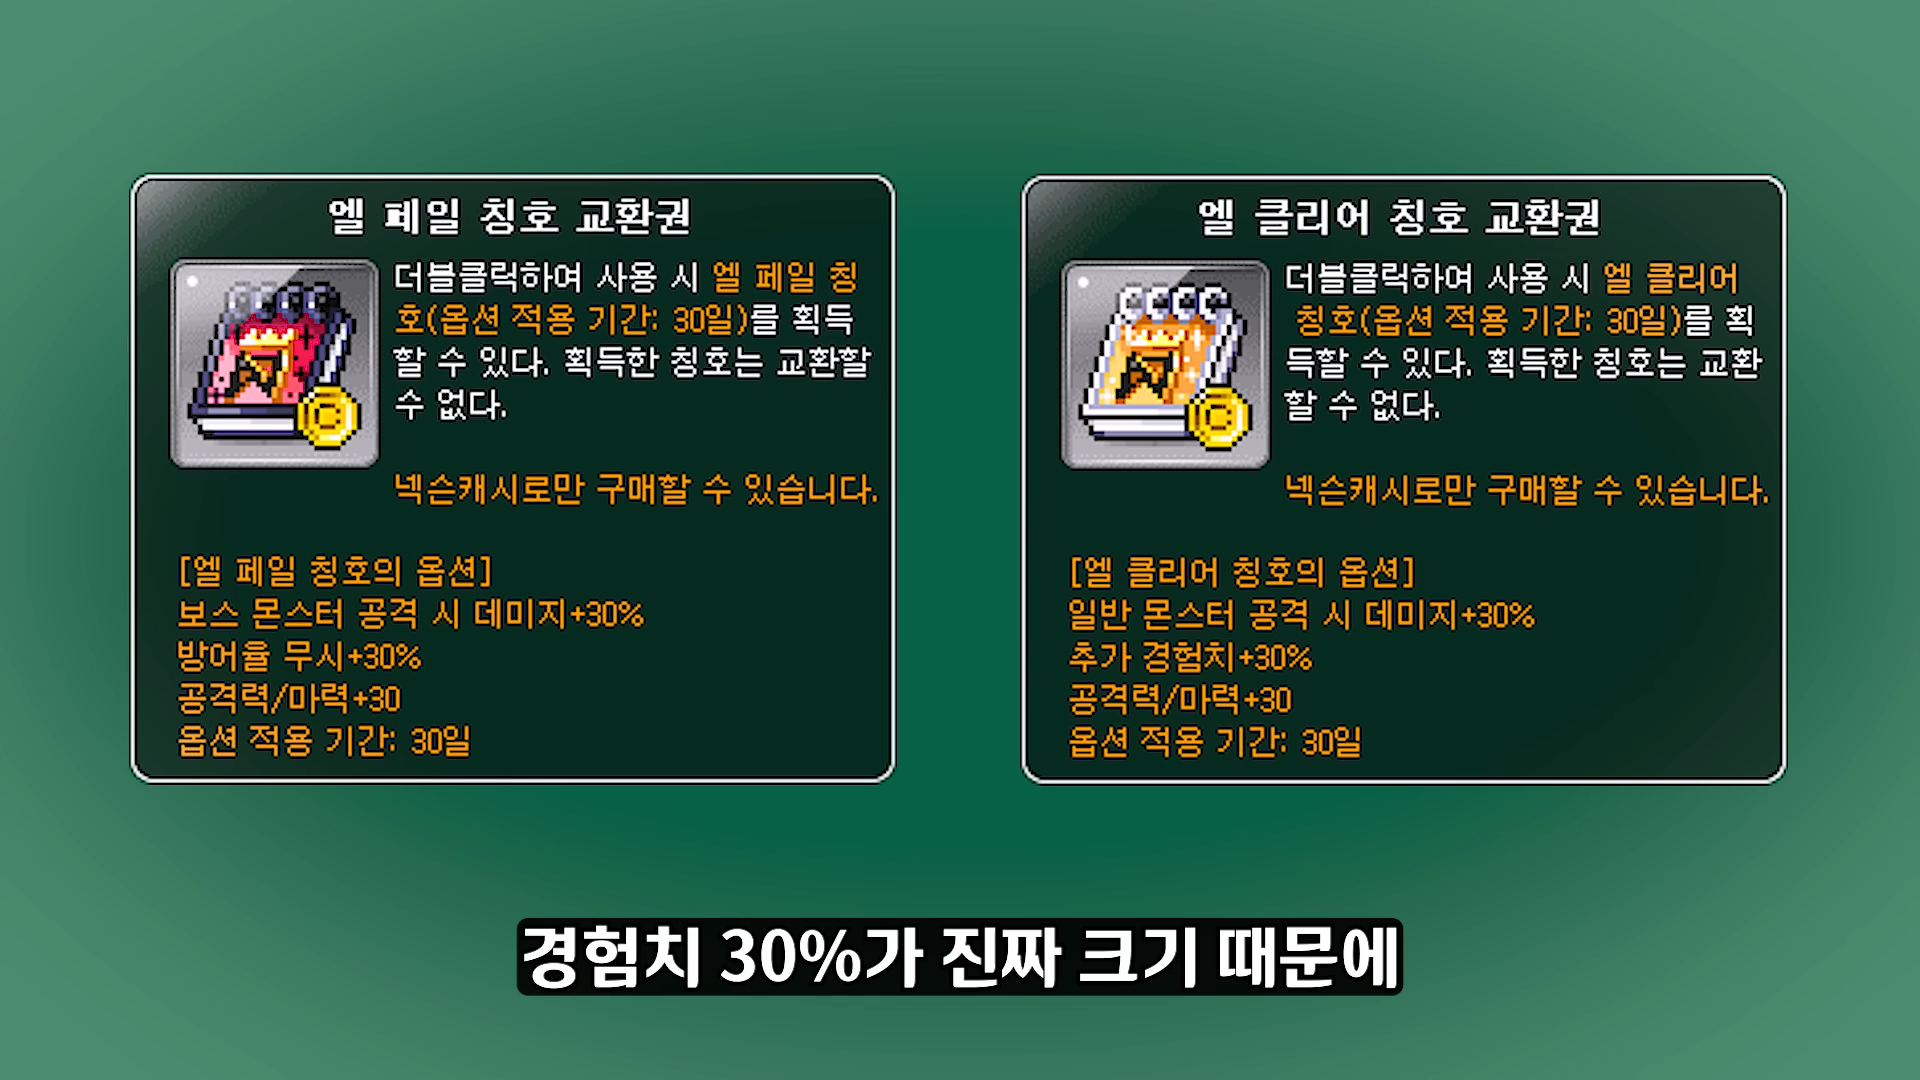 엘 페일 칭호 교환권
더블클릭하여 사용 시 엘 페일 칭
호(옵션 적용 기간: 30일)를 획득
할 수 있다. 획득한 칭호는 교환할
수 없다.
넥슨캐시로만 구매할 수 있습니다.
[엘 페일 칭호의 옵션]
보스 몬스터 공격 시 데미지+30%
방어율 무시+30%
공격력/마력+30
옵션 적용 기간: 30일
엘 클리어 칭호 교환권
더블클릭하여 사용 시 엘 클리어
칭호(옵션 적용 기간: 30일)를 획
득할 수 있다. 획득한 칭호는 교환
할 수 없다.
넥슨캐시로만 구매할 수 있습니다.
[엘 클리어 칭호의 옵션]
일반 몬스터 공격 시 데미지+30%
추가 경험치+30%
공격력/마력+30
옵션 적용 기간: 30일
경험치 30%가 진짜 크기 때문에